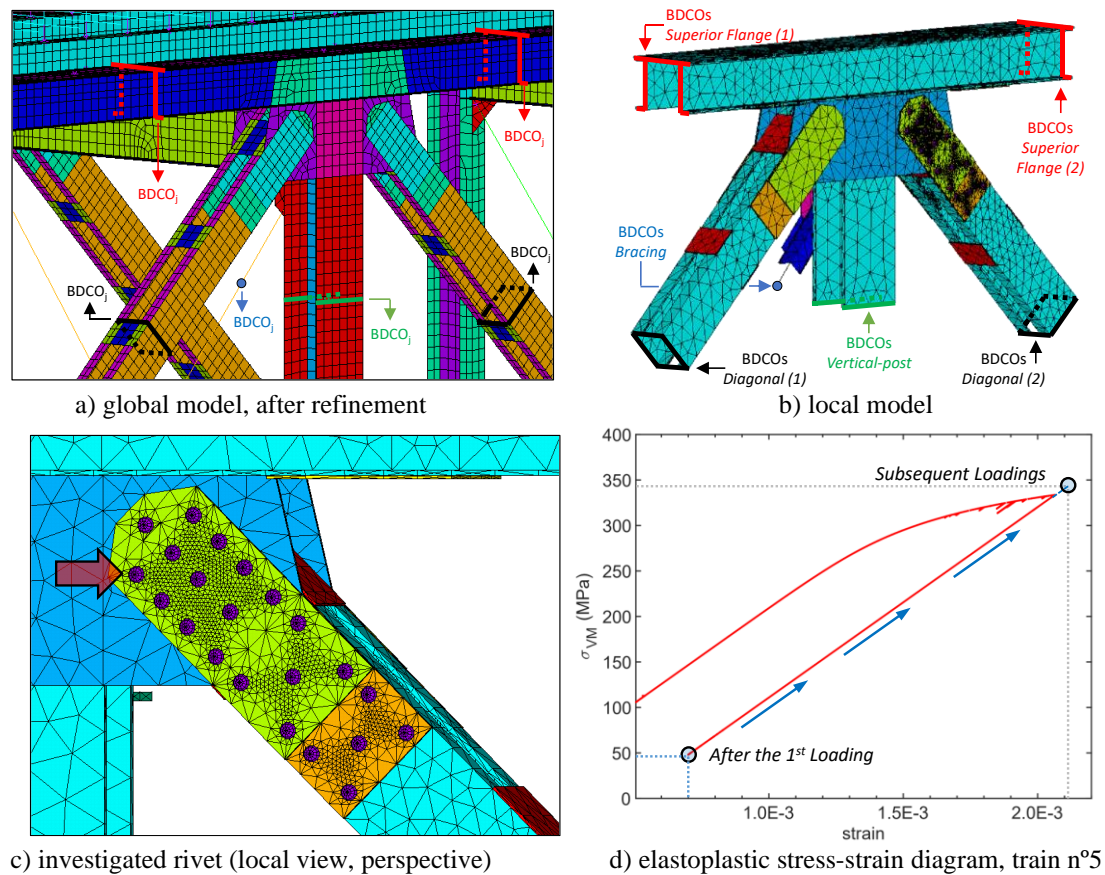 BDCOj
BDCOj
BDCOj
BDCOj
BDCOj
BDCOj
a) global model, after refinement
BDCOs
Superior Flange (1)
BDCOs
Superior
Flange (2)
BDCOs
Bracing
BDCOs
Vertical-post
BDCOs
Diagonal (1)
BDCOs
Diagonal (2)
b) local model
c) investigated rivet (local view, perspective)
400
350
300
250
200
150
100
50
0
σVM (MPa)
Subsequent Loadings
After the 1st Loading
1.0E-3
1.5E-3
2.0E-3
strain
d) elastoplastic stress-strain diagram, train nº5